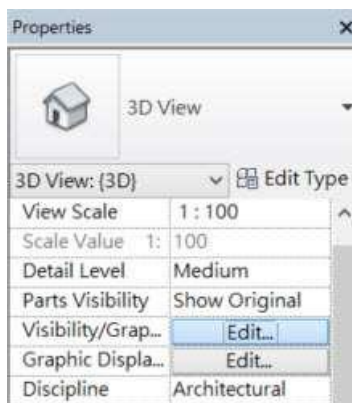 Properties
3D View
3D View: {3D}
Edit Type
View Scale 1 : 100
Scale Value 1: 100
Detail Level Medium
Parts Visibility Show Original
Visibility/Grap... Edit...
Graphic Displa... Edit...
Discipline Architectural